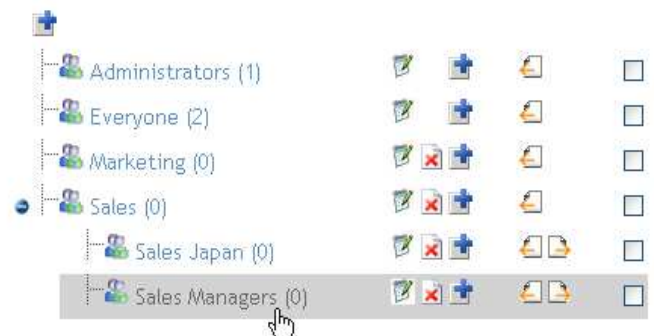 Administrators (1)
Everyone (2)
Marketing (0)
Sales (0)
Sales Japan (0)
Sales Managers (0)